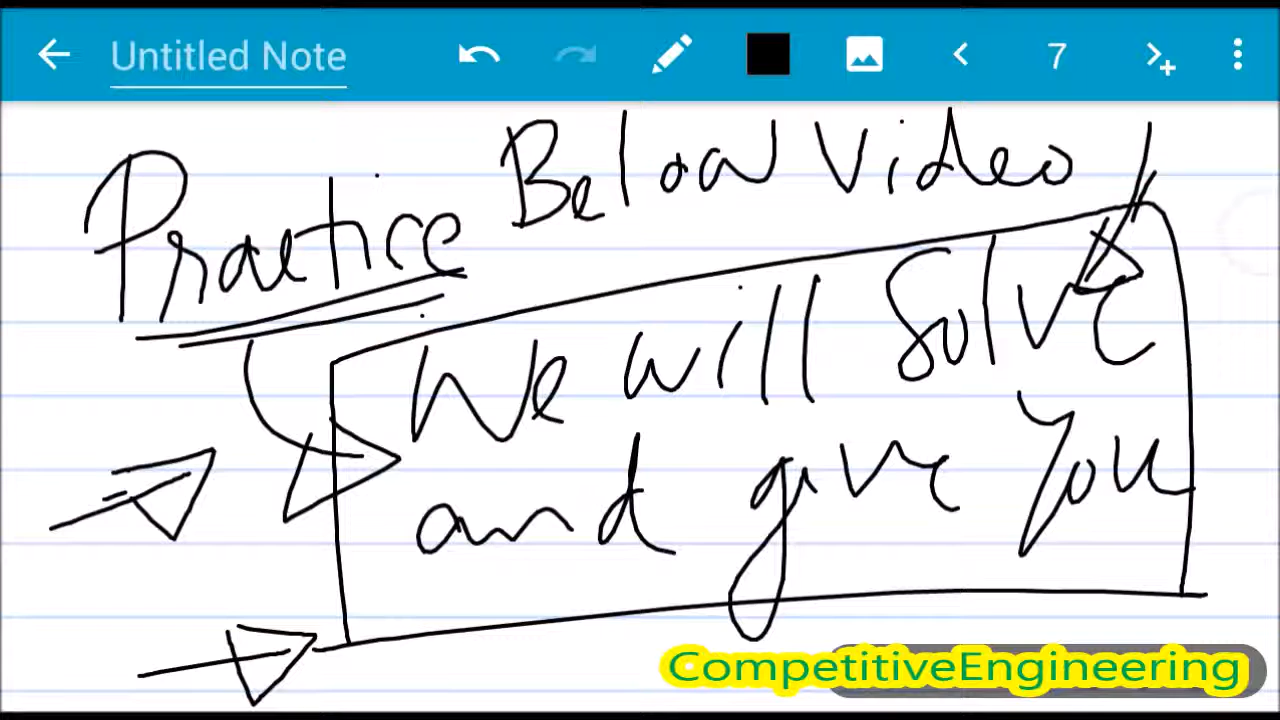 Untitled Note
7
Practice Below Video
We will Solve
and give You
CompetitiveEngineering